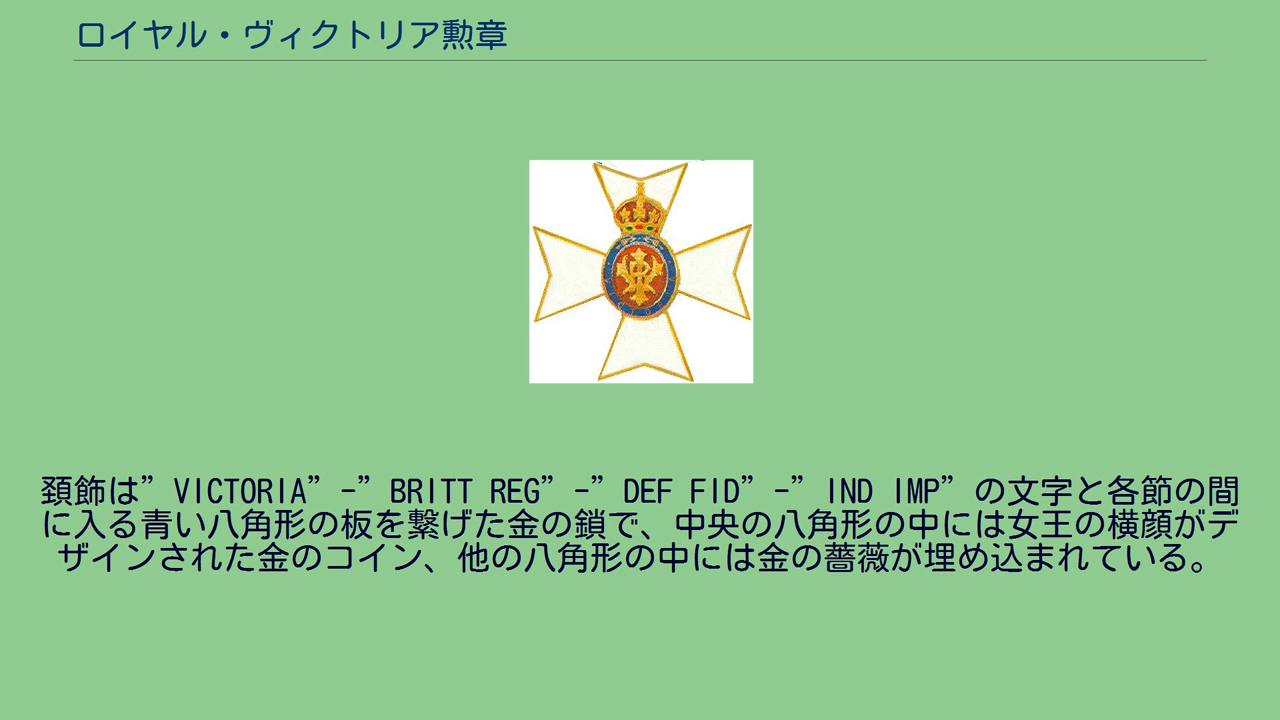 ロイヤル・ヴィクトリア勲章
頚飾は”VICTORIA”-”BRITT REG”-”DEF FID”-”IND IMP”の文字と各節の間
に入る青い八角形の板を繋げた金の鎖で、中央の八角形の中には女王の横顔がデ
ザインされた金のコイン、他の八角形の中には金の薔薇が埋め込まれている。